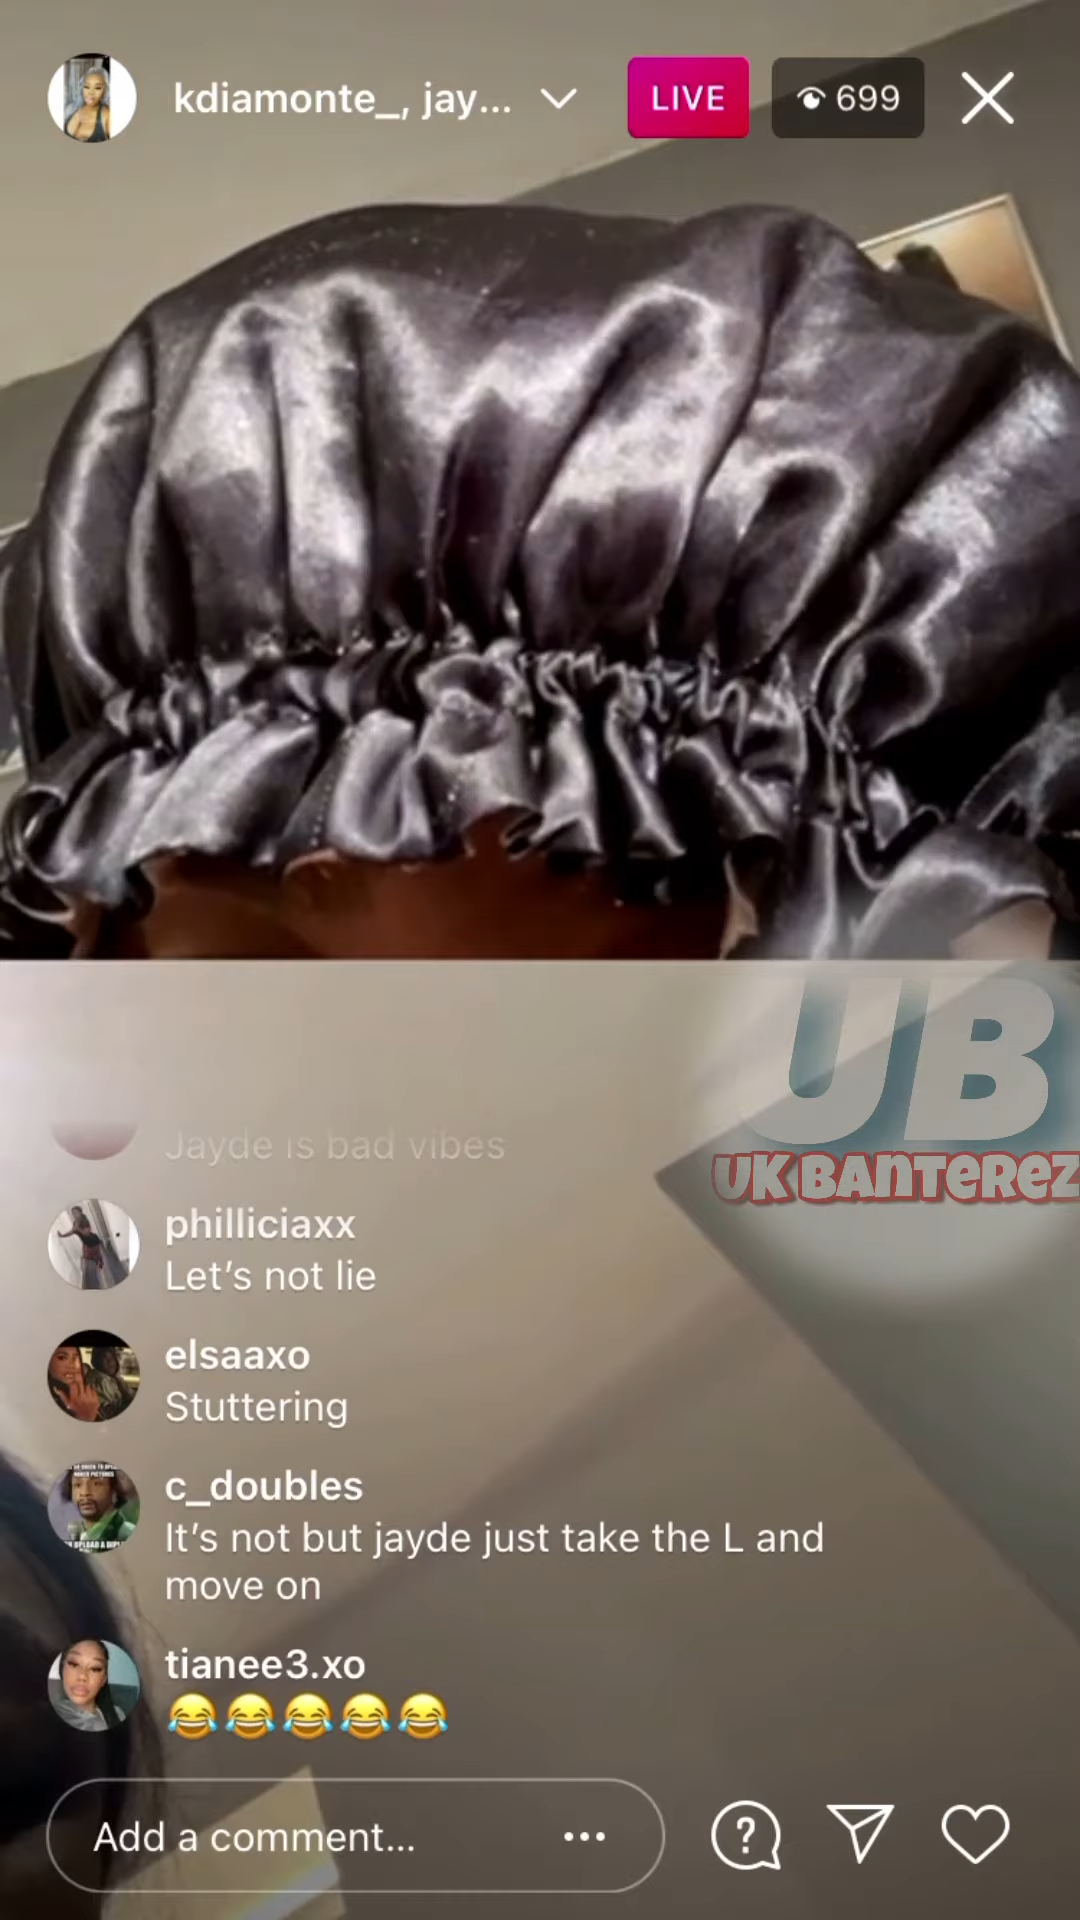 kdiamonte_, jay...
LIVE
699
UB
UK BANTEREZ
Jayde is bad vibes
philliciaxx
Let's not lie
elsaaxo
Stuttering
c_doubles
It's not but jayde just take the L and
move on
tianee3.xo
😂😂😂😂😂
Add a comment...